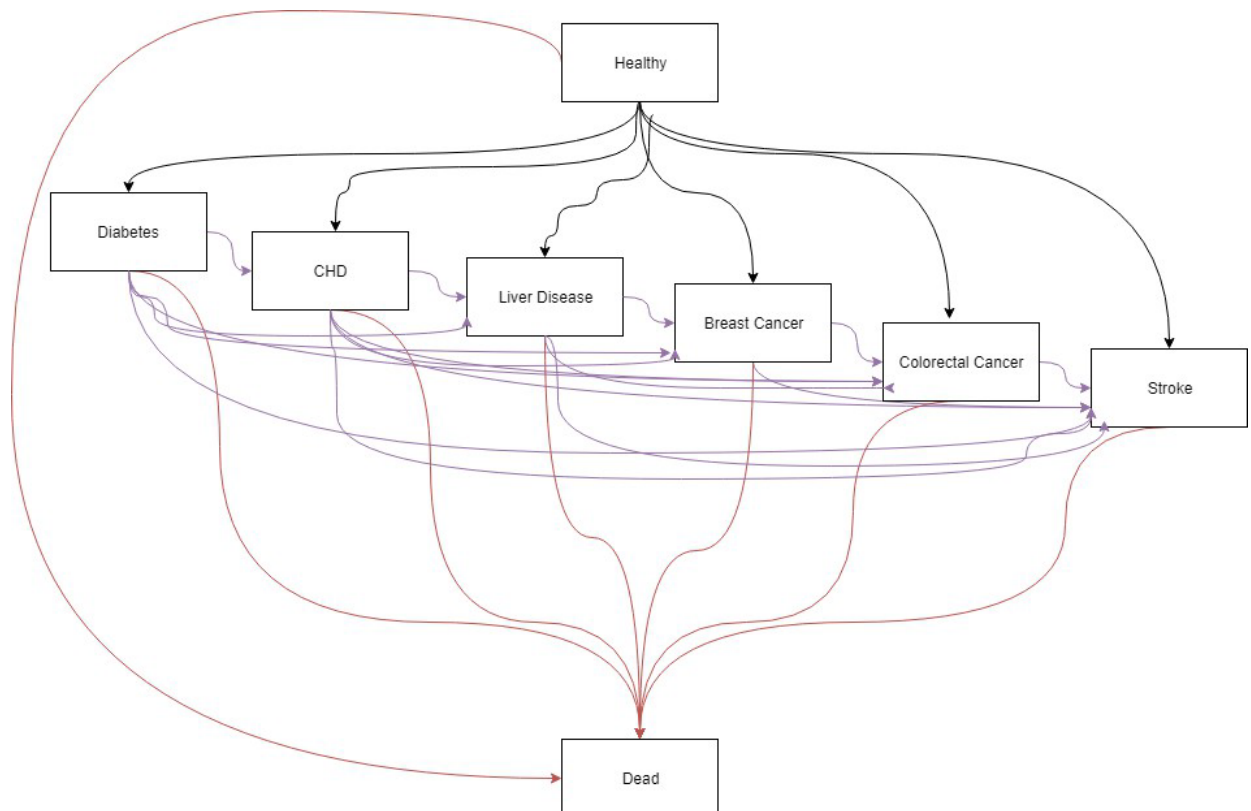 Healthy
Diabetes
CHD
Liver Disease
Breast Cancer
Colorectal Cancer
Stroke
Dead